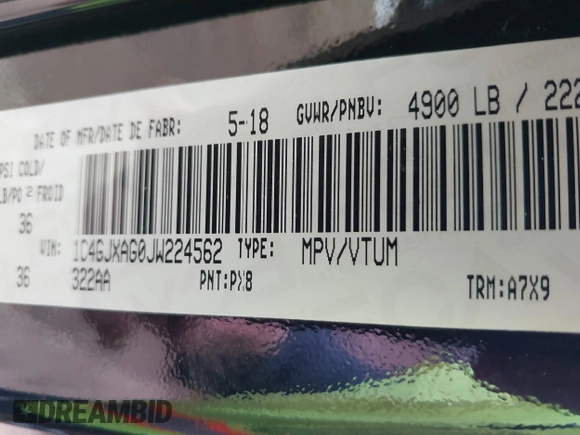 DATE OF MFR/DATE DE FABR: 5-18 GVWR/PNBV: 4900 LB / 222
PSI COLD/
LB/PO 2 FROID
36
VIN: 1C4GJXAG0JW224562 TYPE: MPV/VTUM
36 322AA PNT:PX8 TRM:A7X9
DREAMBID